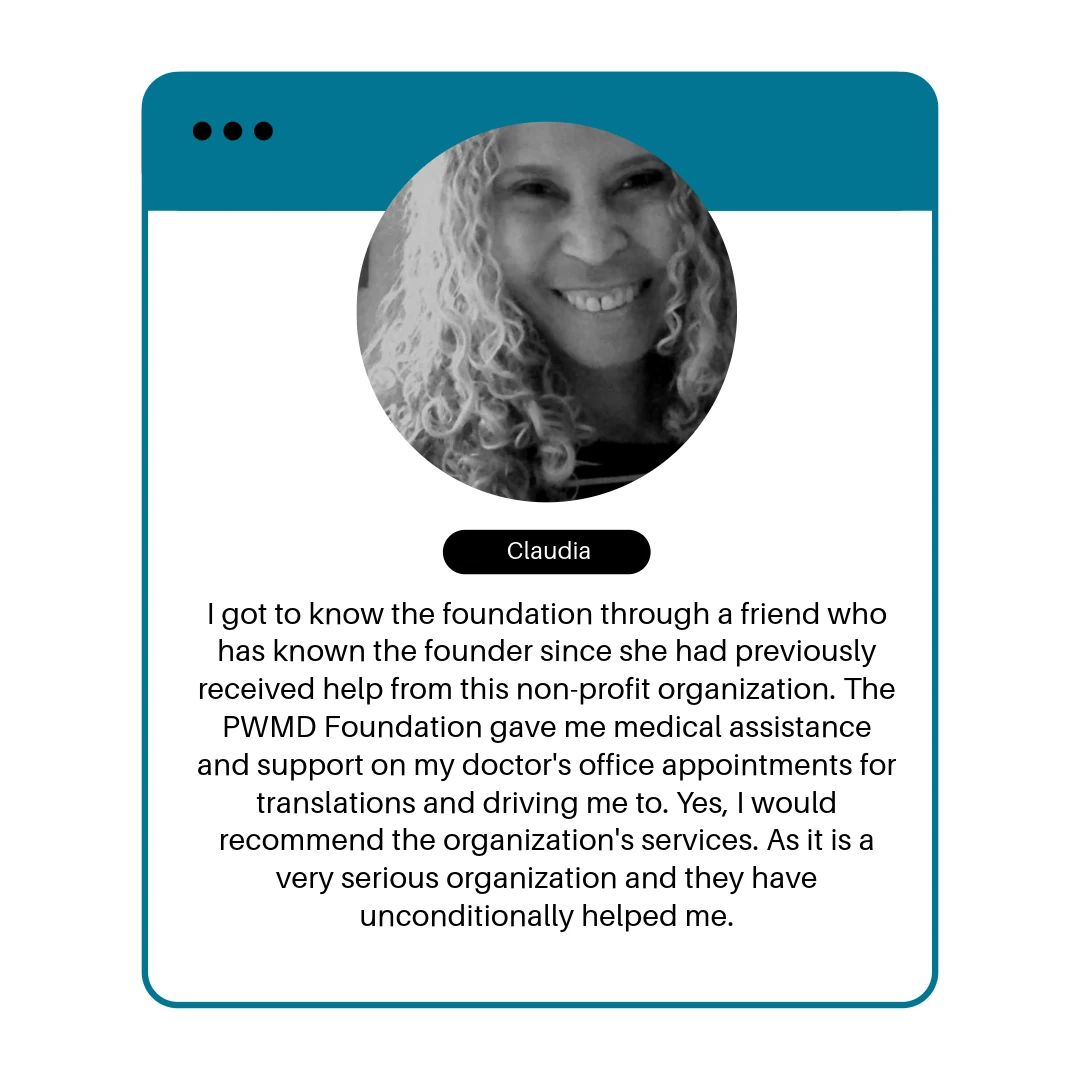 Claudia
I got to know the foundation through a friend who
has known the founder since she had previously
received help from this non-profit organization. The
PWMD Foundation gave me medical assistance
and support on my doctor's office appointments for
translations and driving me to. Yes, I would
recommend the organization's services. As it is a
very serious organization and they have
unconditionally helped me.